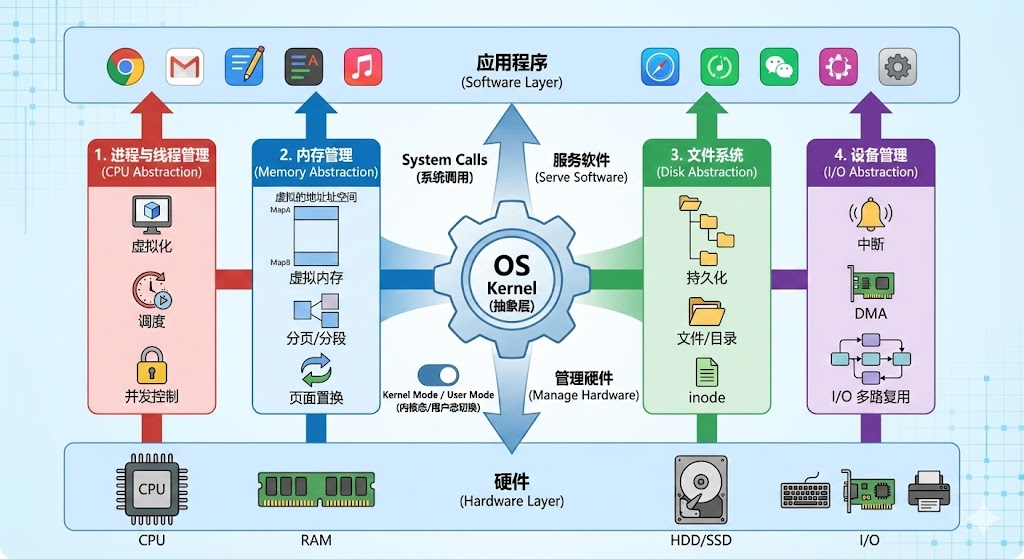 应用程序
(Software Layer)
1. 进程与线程管理
(CPU Abstraction)
虚拟化
调度
并发控制
2. 内存管理
(Memory Abstraction)
虚拟的地址址空间
MapA
MapB
虚拟内存
分页/分段
页面置换
System Calls
(系统调用)
服务软件
(Serve Software)
OS
Kernel
(抽象层)
Kernel Mode / User Mode
(内核态/用户态切换)
管理硬件
(Manage Hardware)
3. 文件系统
(Disk Abstraction)
持久化
文件/目录
inode
4. 设备管理
(I/O Abstraction)
中断
DMA
I/O 多路复用
硬件
(Hardware Layer)
CPU
CPU
RAM
HDD/SSD
I/O